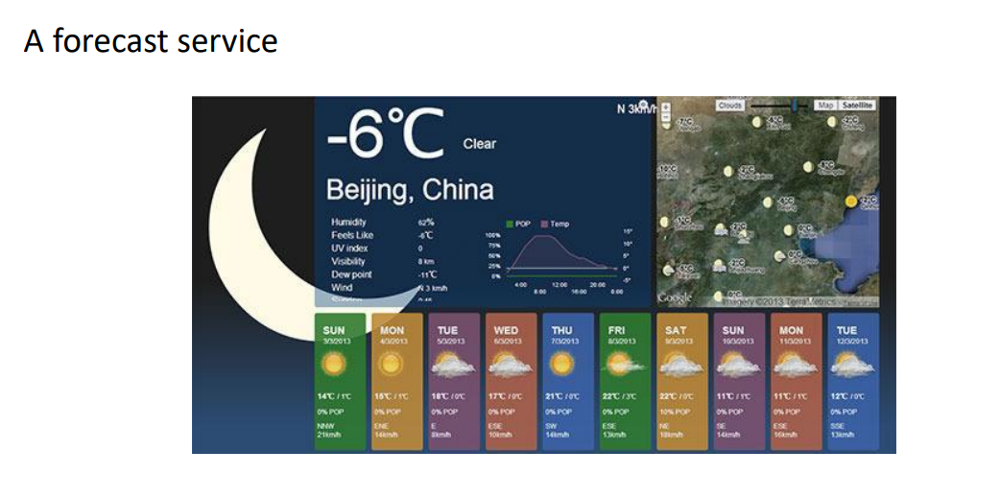 A forecast service
-6℃
Clear
N 3km/h
Beijing, China
Humidity 62%
Feels Like -6℃
UV index 0
Visibility 8 km
Dew point -11℃
Wind N 3 km/h
POP Temp
100%
75%
50%
25%
0%
15°
10°
5°
0°
-5°
4:00 12:00 20:00
8:00 16:00 0:00
Clouds Map Satellite
Google
Imagery ©2013 TerraMetrics
SUN MON TUE WED THU FRI SAT SUN MON TUE
3/3/2013 4/3/2013 5/3/2013 6/3/2013 7/3/2013 8/3/2013 9/3/2013 10/3/2013 11/3/2013 12/3/2013
14℃ / 1℃ 15℃ / 1℃ 18℃ / 0℃ 17℃ / 0℃ 21℃ / 0℃ 22℃ / 3℃ 22℃ / 0℃ 11℃ / 1℃ 11℃ / 1℃ 12℃ / 0℃
0% POP 0% POP 0% POP 0% POP 0% POP 0% POP 10% POP 0% POP 0% POP 0% POP
NNW ENE E ESE SW ESE NE SE ESE SSE
21km/h 14km/h 8km/h 10km/h 14km/h 13km/h 18km/h 14km/h 16km/h 13km/h